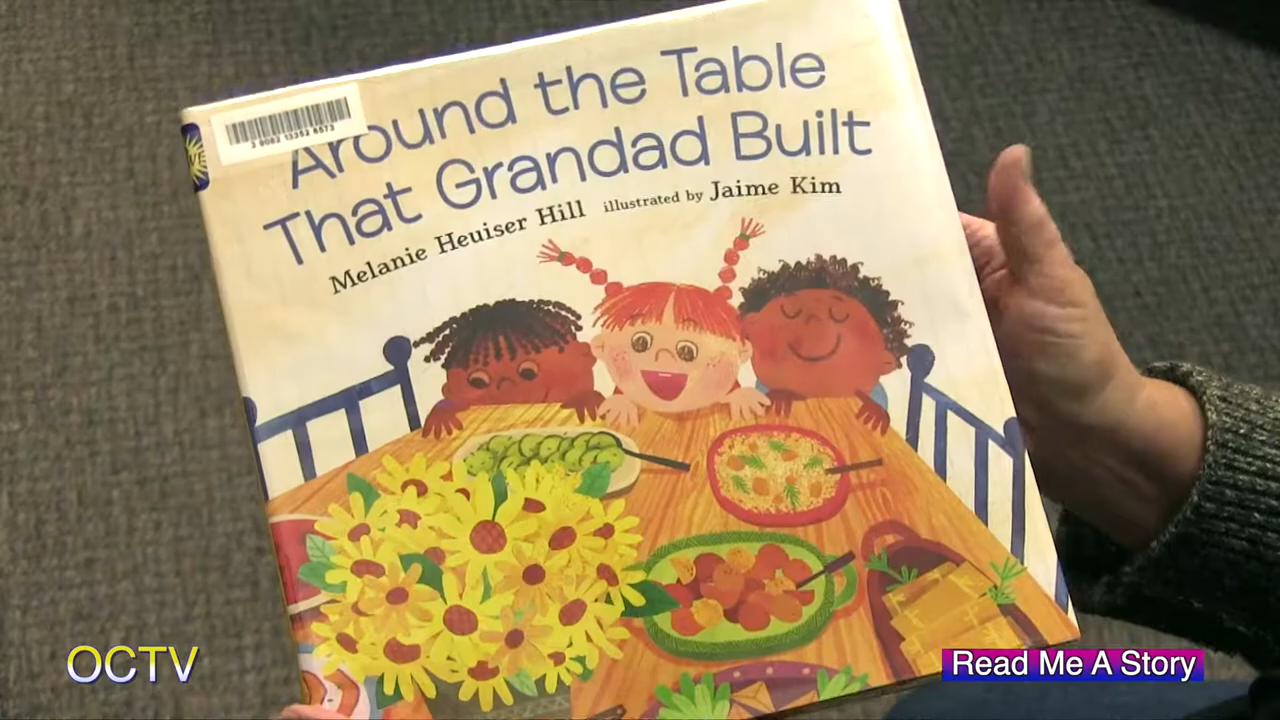 Around the Table
That Grandad Built
Melanie Heuiser Hill illustrated by Jaime Kim
OCTV
Read Me A Story